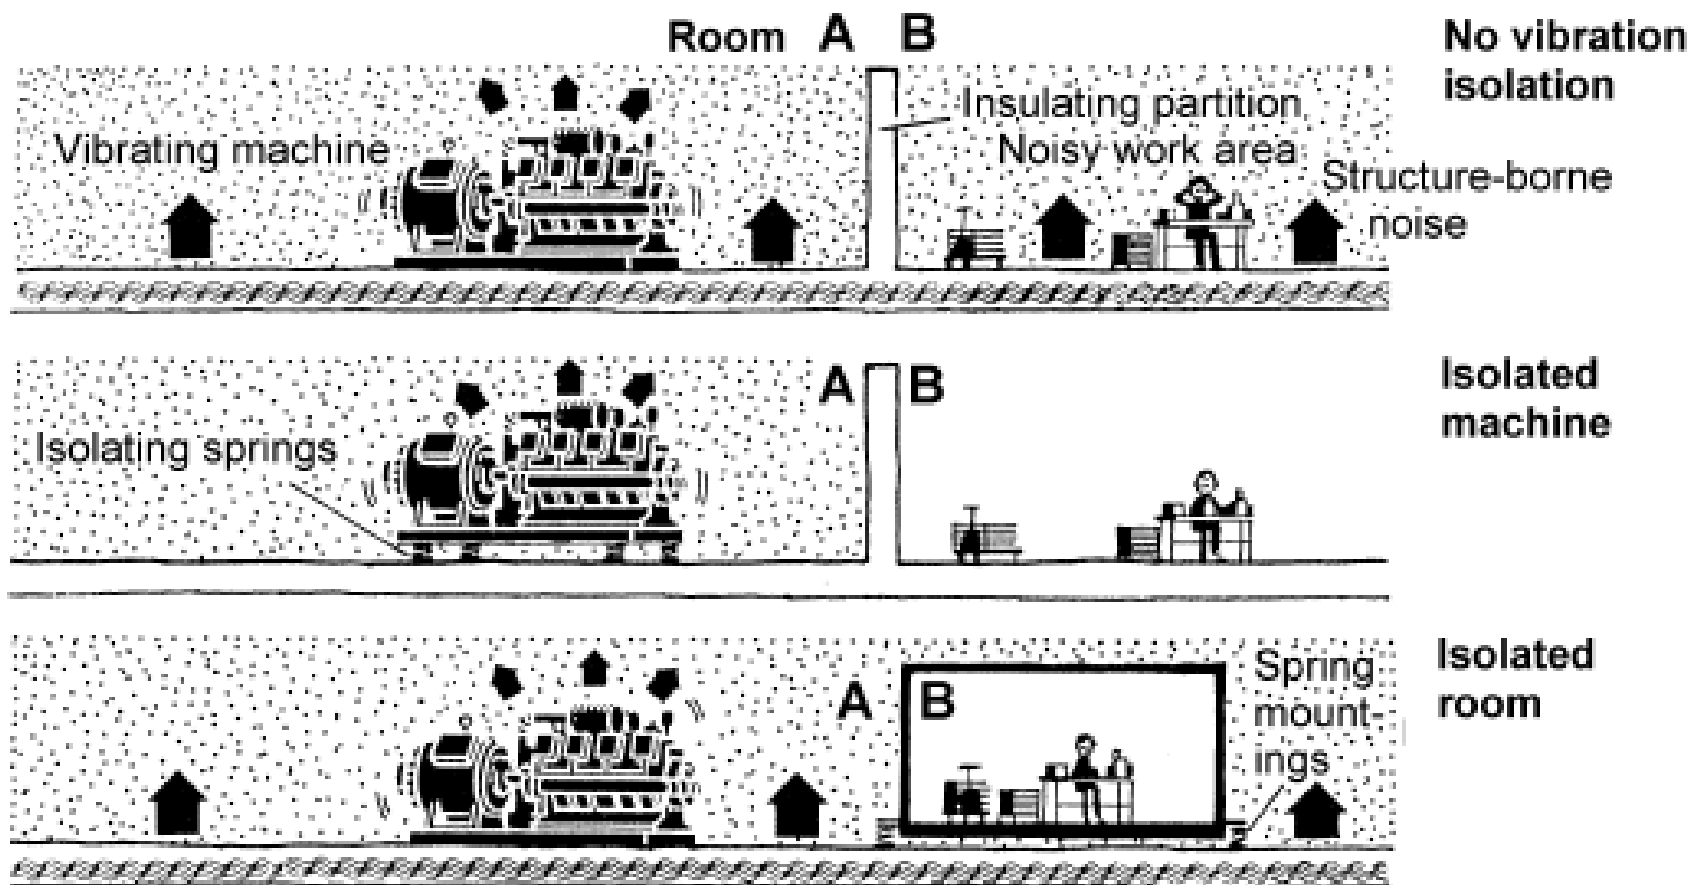 Room A B
No vibration
isolation
Vibrating machine
Insulating partition
Noisy work area
Structure-borne
noise
A B
Isolated
machine
Isolating springs
A B
Isolated
room
Spring
mount-
ings